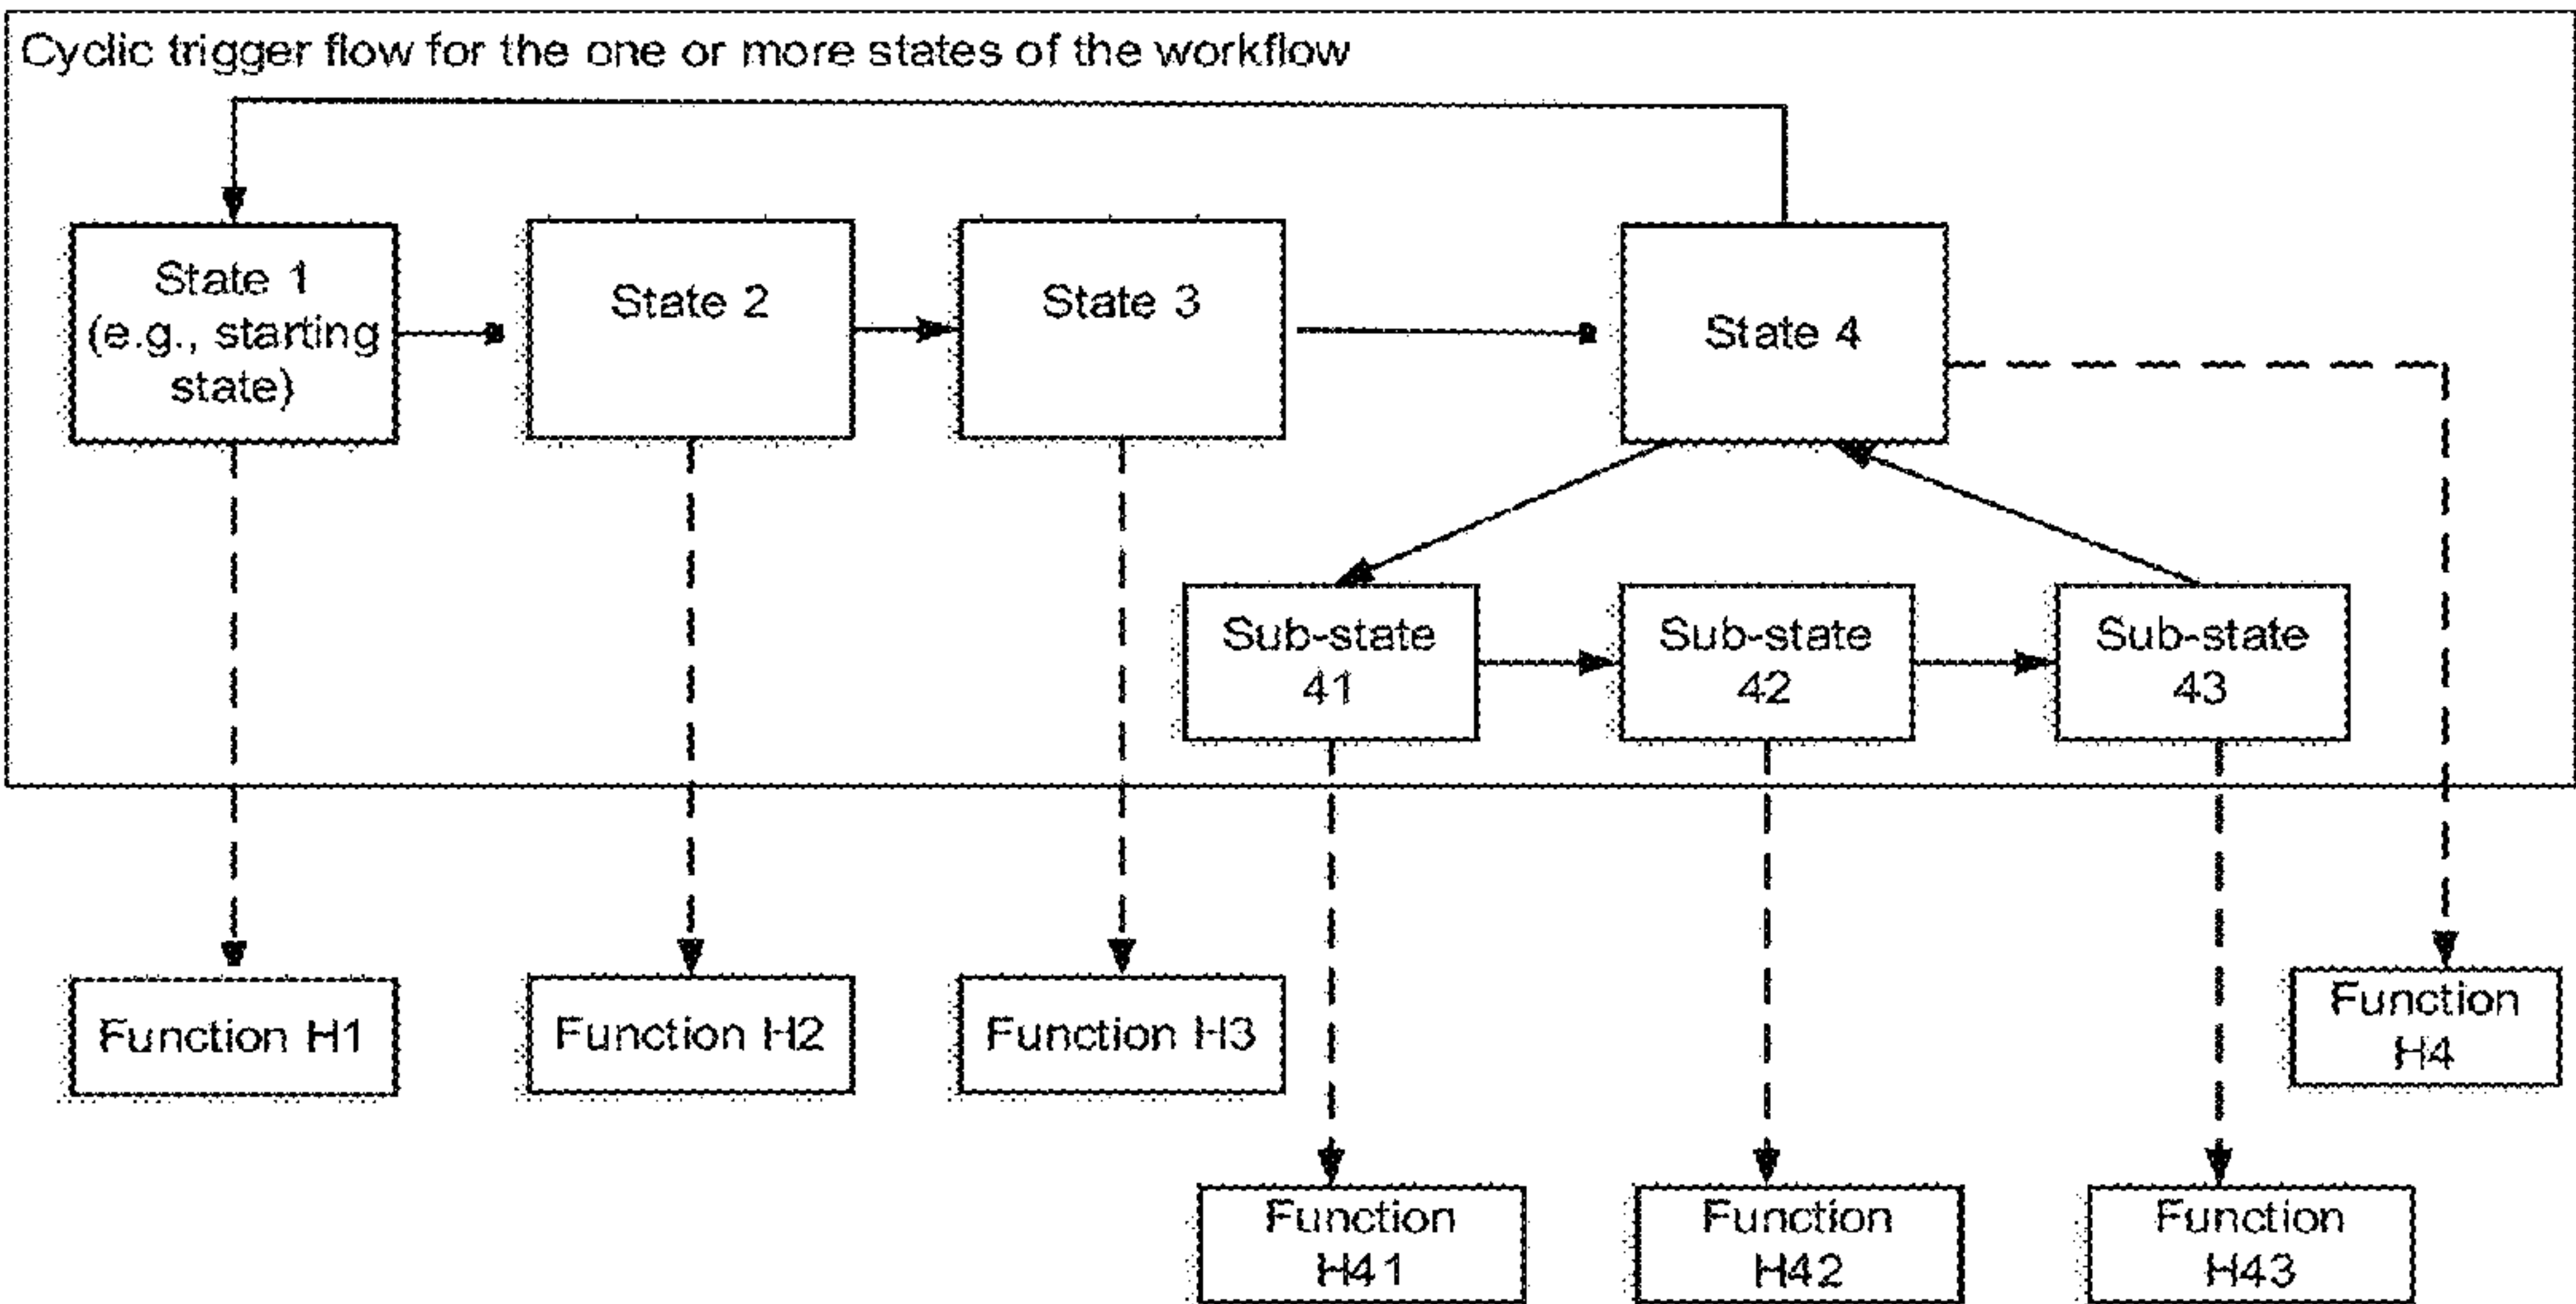 Cyclic trigger flow for the one or more states of the workflow
State 1
(e.g., starting
state)
State 2
State 3
State 4
Sub-state
41
Sub-state
42
Sub-state
43
Function H1
Function H2
Function H3
Function
H4
Function
H41
Function
H42
Function
H43